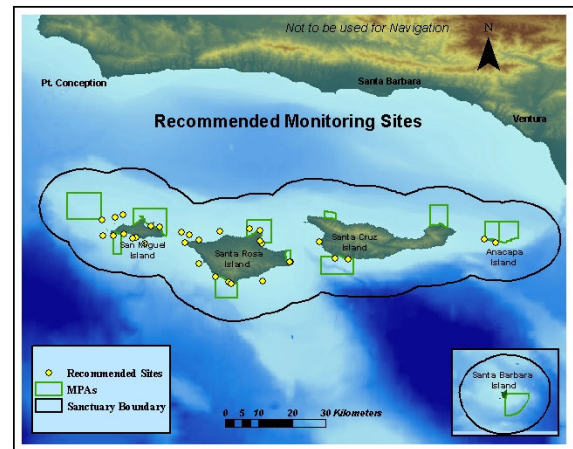 Not to be used for Navigation
N
Pt. Conception
Santa Barbara
Ventura
Recommended Monitoring Sites
San Miguel
Island
Santa Rosa
Island
Santa Cruz
Island
Anacapa
Island
Recommended Sites
MPAs
Sanctuary Boundary
0 5 10 20 30 Kilometers
Santa Barbara
Island